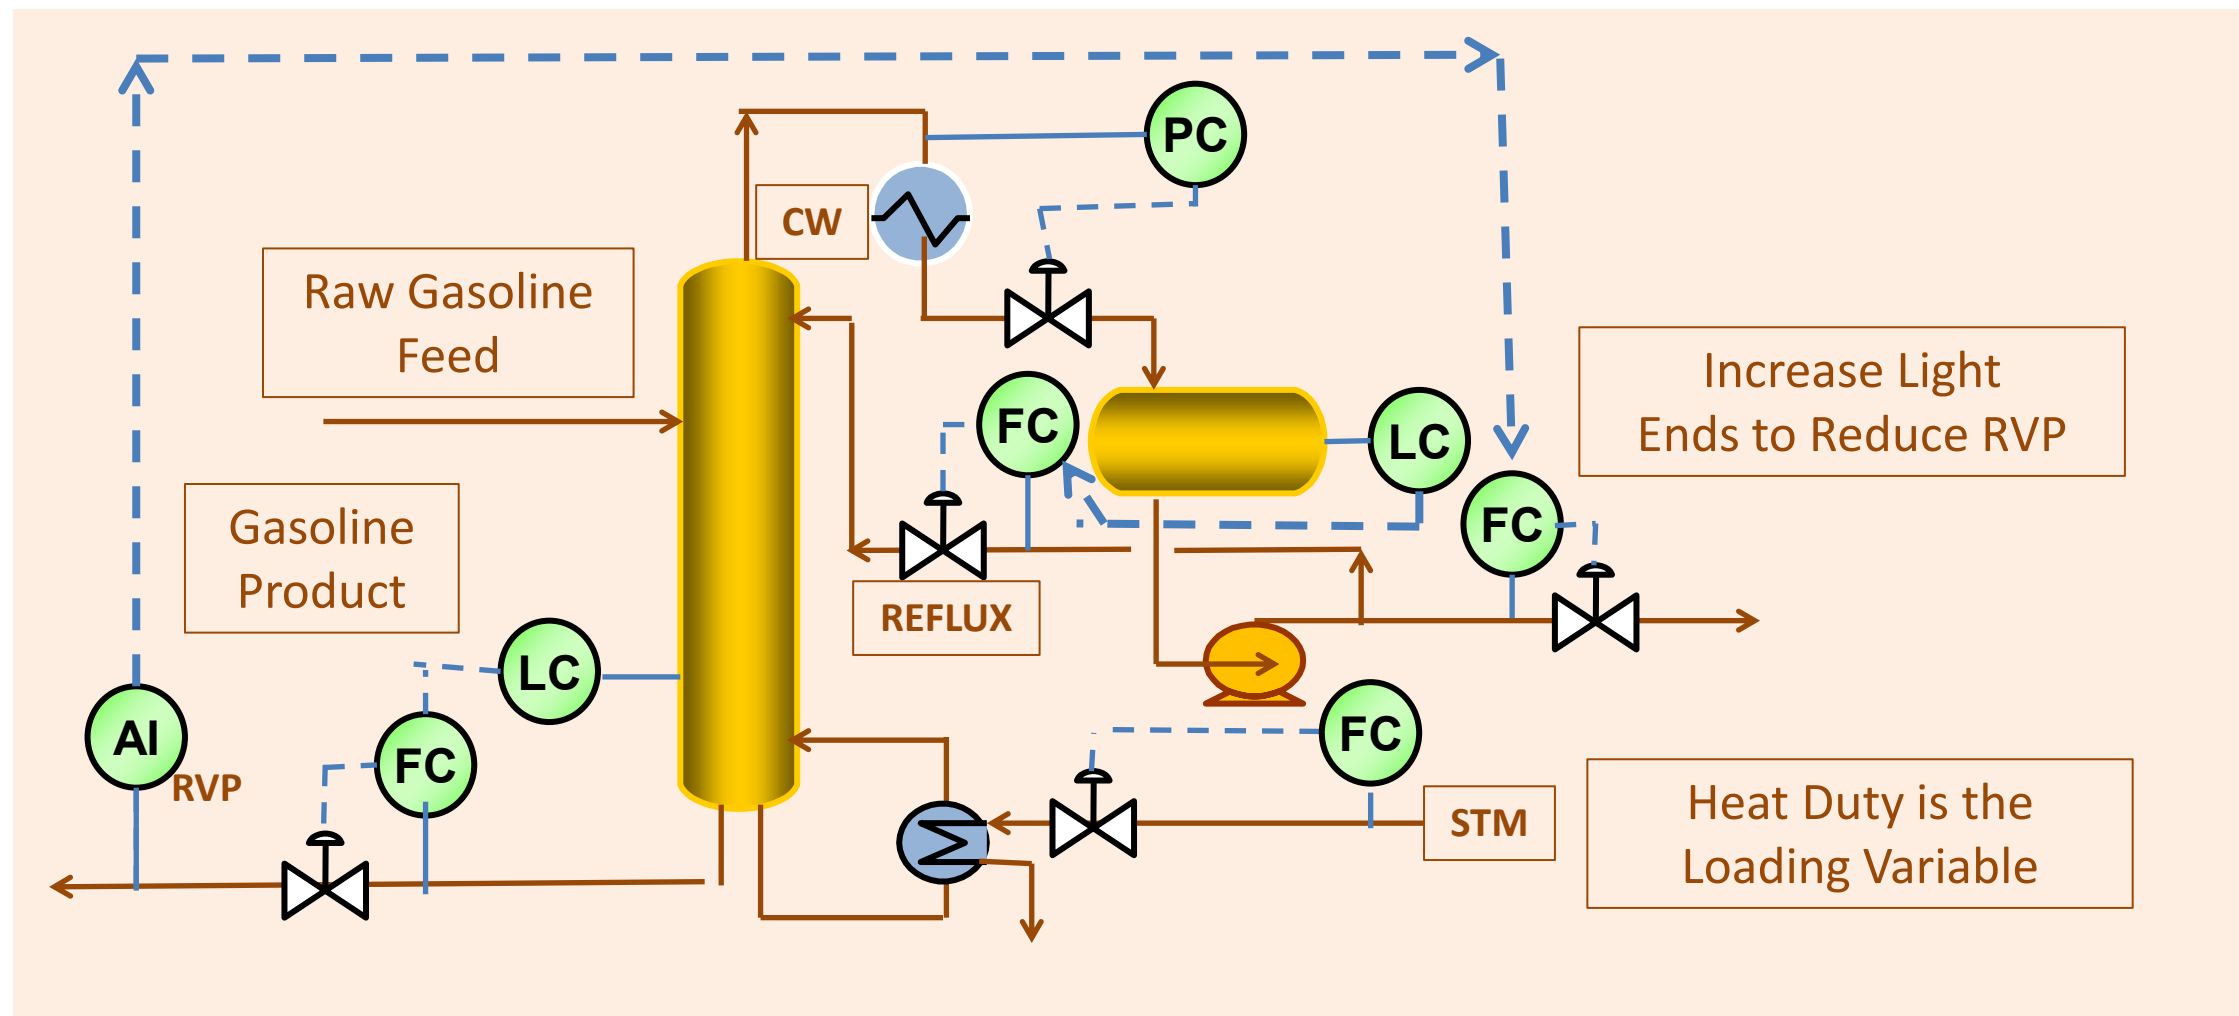 PC
CW
Raw Gasoline
Feed
Increase Light
Ends to Reduce RVP
FC
LC
Gasoline
Product
FC
REFLUX
LC
FC
AI
RVP
FC
STM
Heat Duty is the
Loading Variable